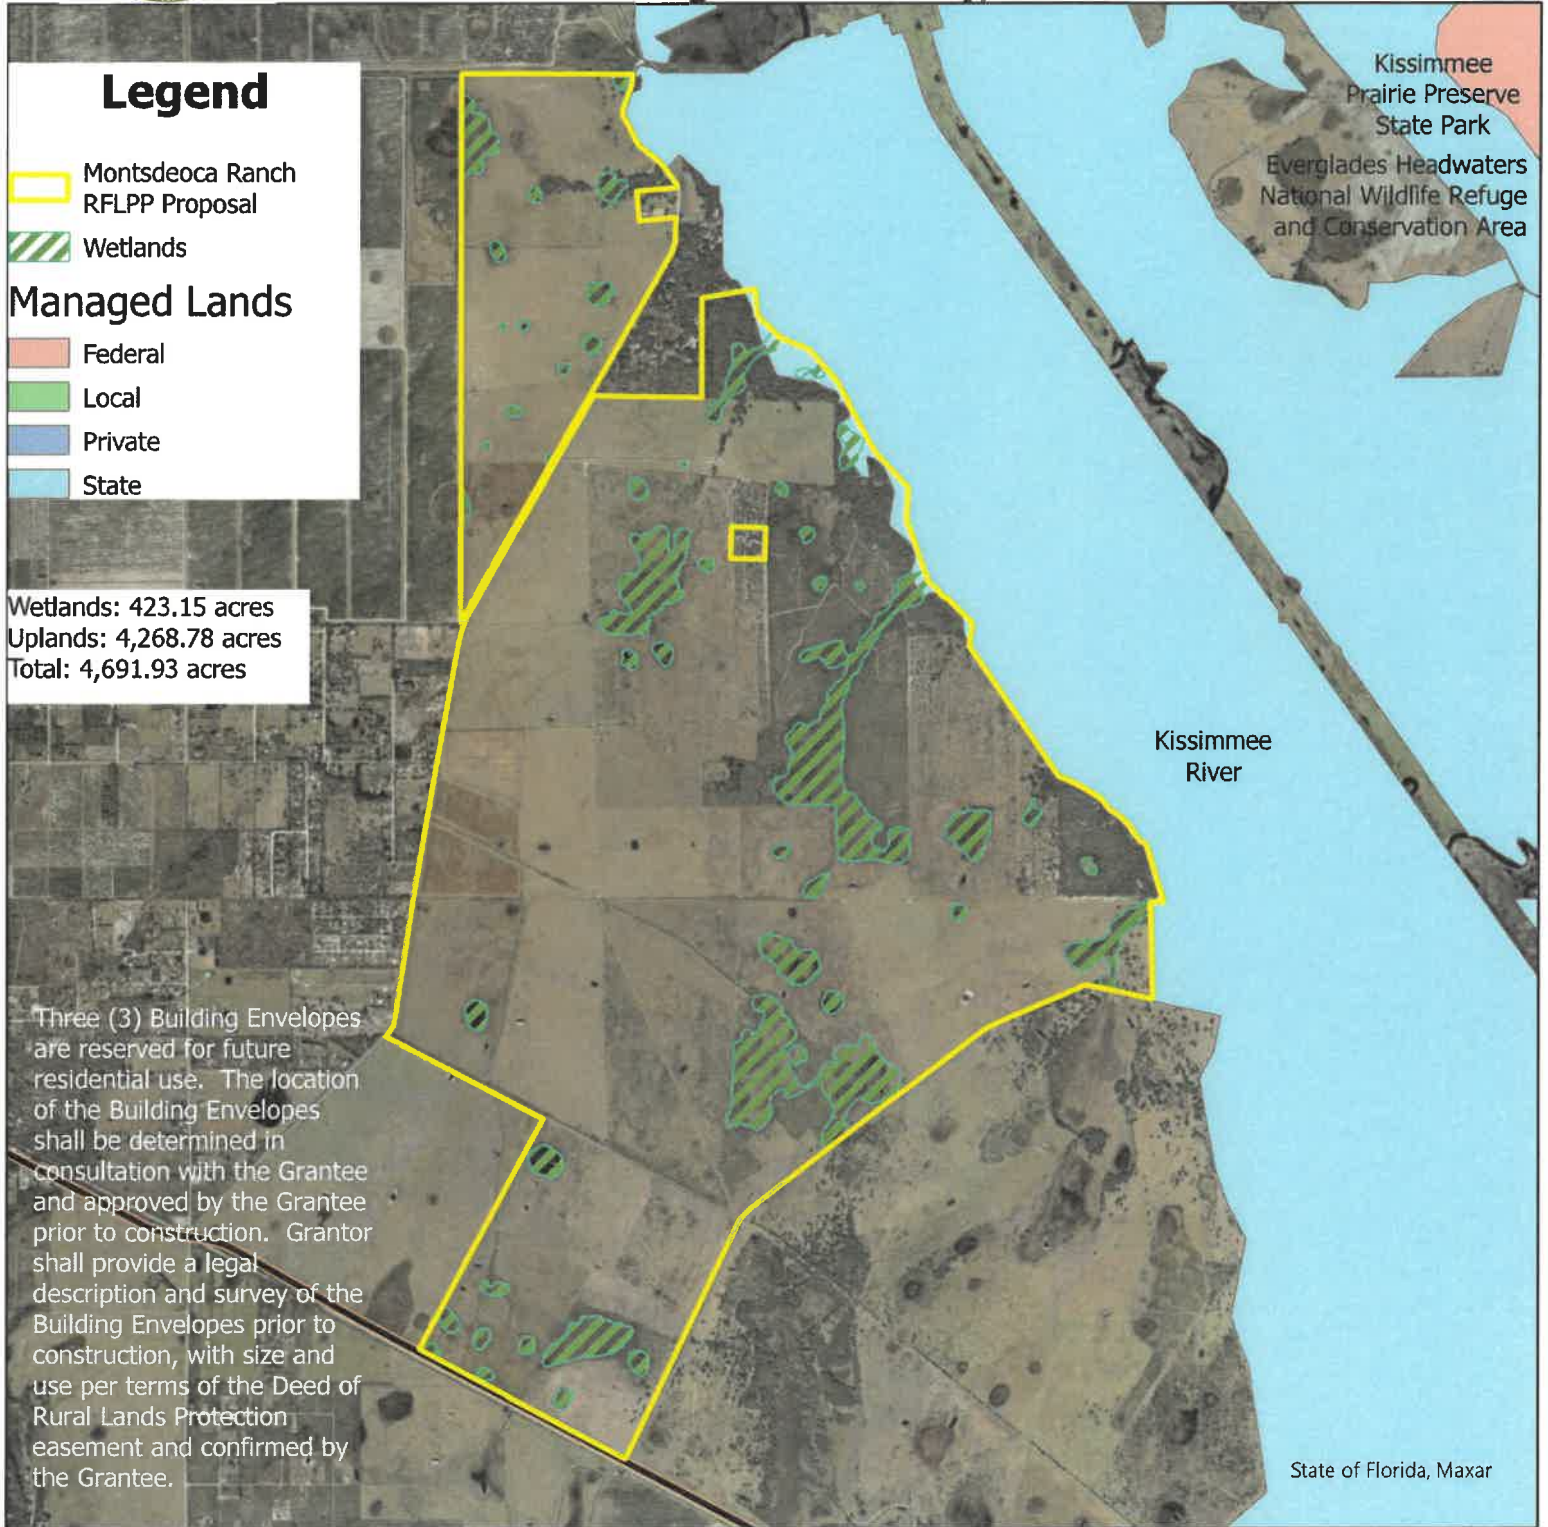 Legend
Montsdeoca Ranch
RFLPP Proposal
Wetlands
Managed Lands
Federal
Local
Private
State
Wetlands: 423.15 acres
Uplands: 4,268.78 acres
Total: 4,691.93 acres
Three (3) Building Envelopes
are reserved for future
residential use. The location
of the Building Envelopes
shall be determined in
consultation with the Grantee
and approved by the Grantee
prior to construction. Grantor
shall provide a legal
description and survey of the
Building Envelopes prior to
construction, with size and
use per terms of the Deed of
Rural Lands Protection
easement and confirmed by
the Grantee.
Kissimmee
Prairie Preserve
State Park
Everglades Headwaters
National Wildlife Refuge
and Conservation Area
Kissimmee
River
State of Florida, Maxar